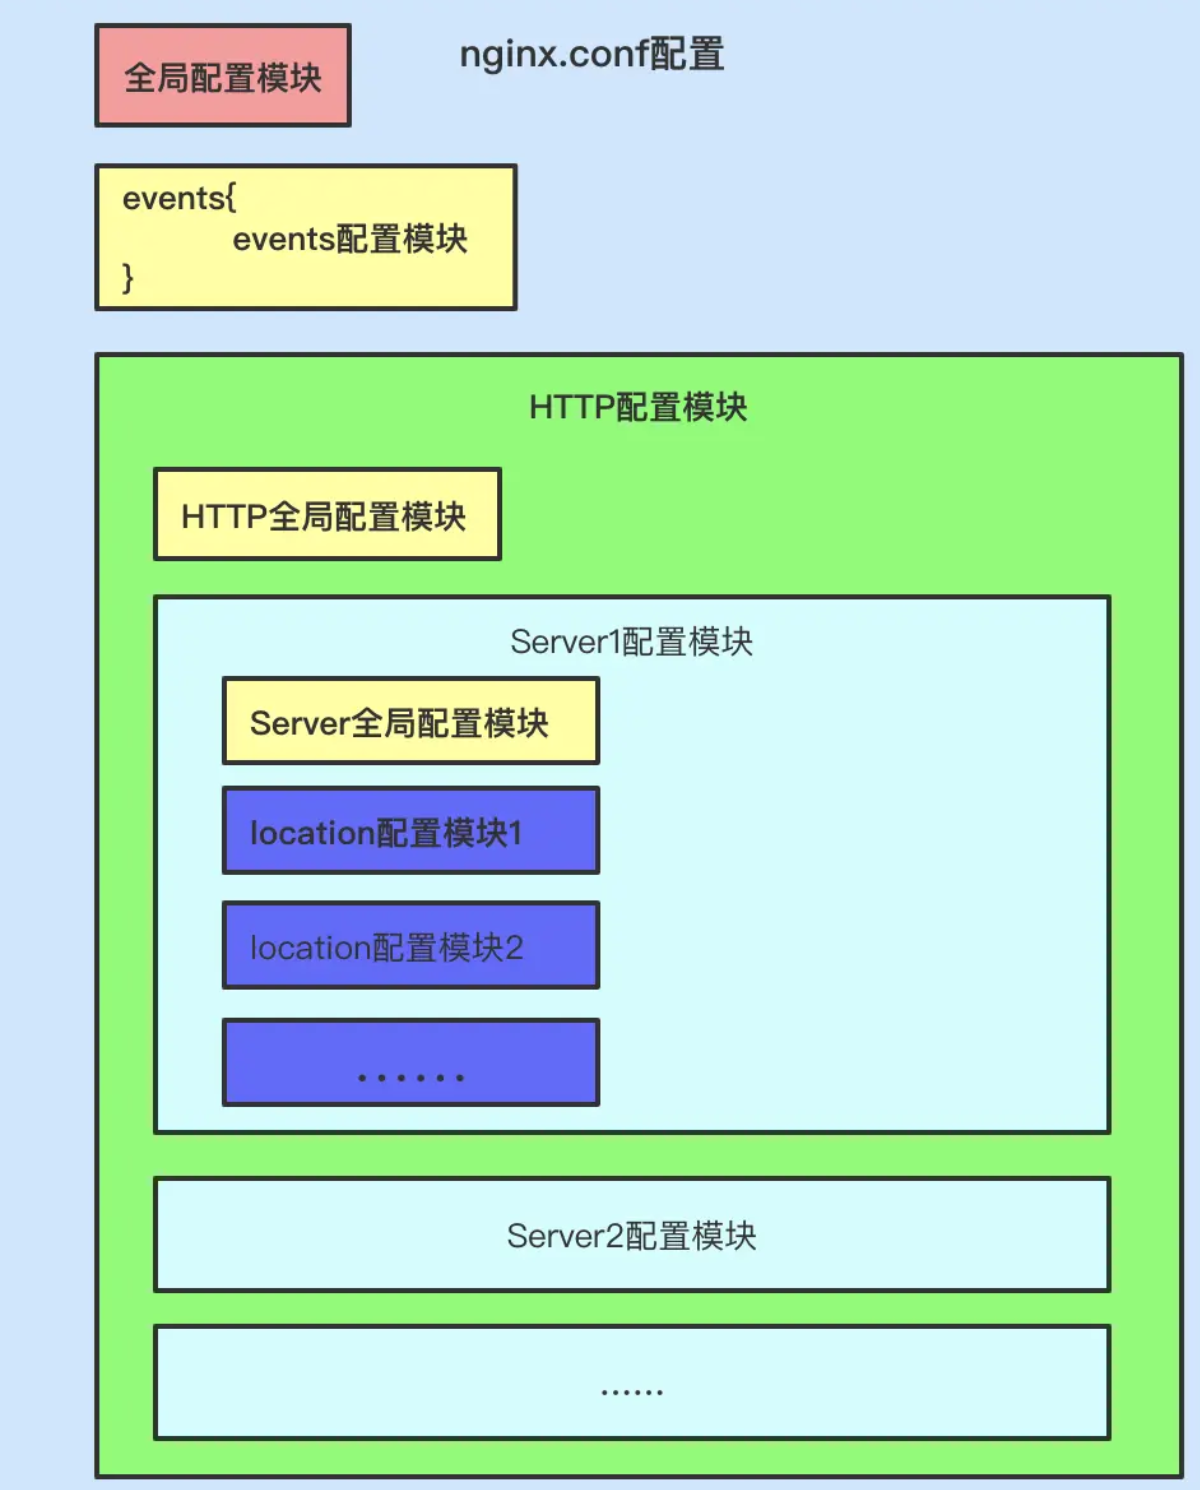 nginx.conf配置
全局配置模块
events{
events配置模块
}
HTTP配置模块
HTTP全局配置模块
Server1配置模块
Server全局配置模块
location配置模块1
location配置模块2
......
Server2配置模块
......